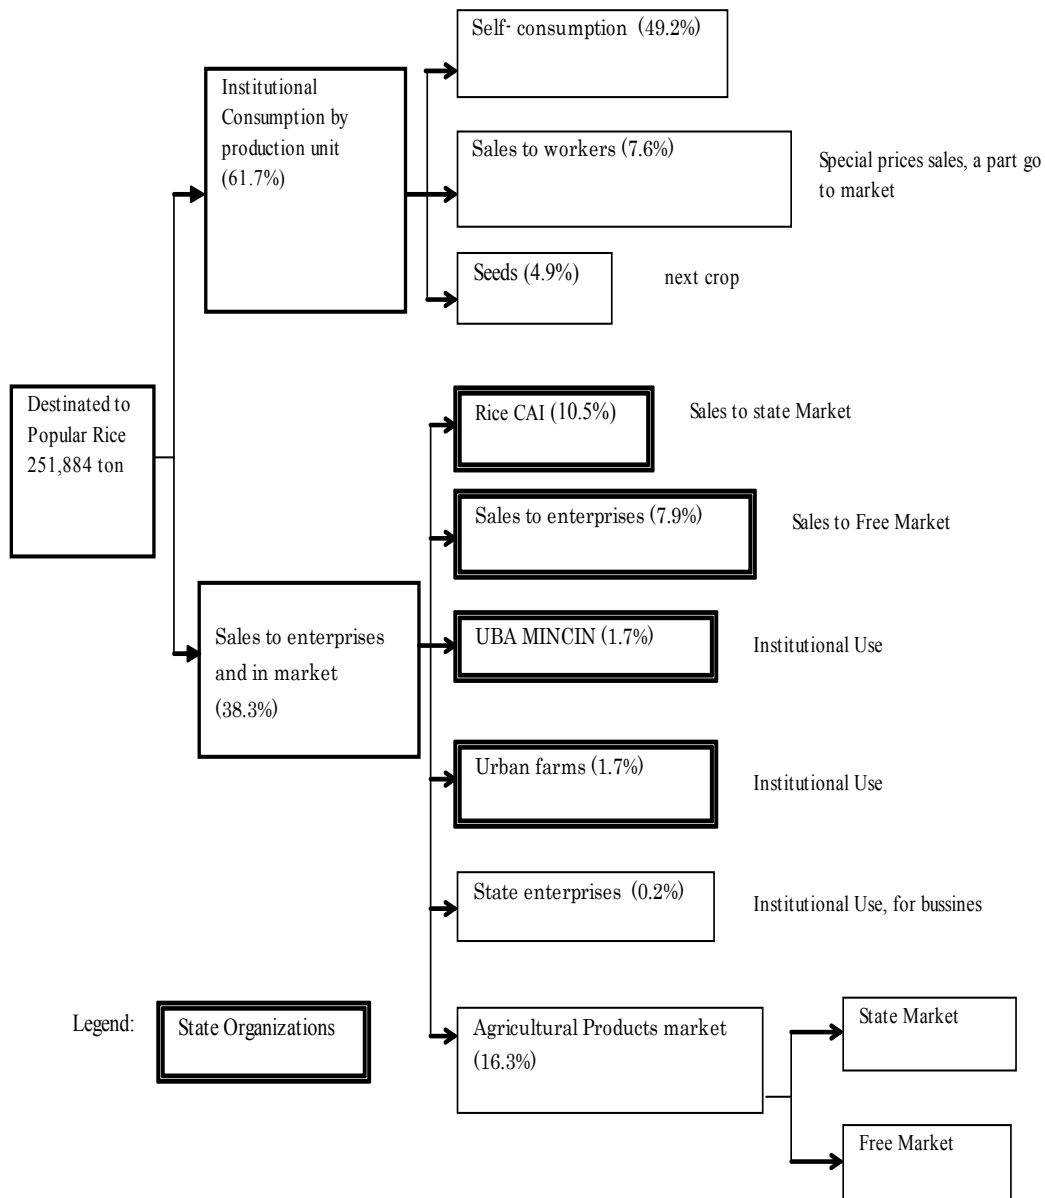 Self- consumption (49.2%)
Institutional
Consumption by
production unit
(61.7%)
Sales to workers (7.6%)
Special prices sales, a part go
to market
Seeds (4.9%)
next crop
Destinated to
Popular Rice
251,884 ton
Rice CAI (10.5%)
Sales to state Market
Sales to enterprises (7.9%)
Sales to Free Market
Sales to enterprises
and in market
(38.3%)
UBA MINCIN (1.7%)
Institutional Use
Urban farms (1.7%)
Institutional Use
State enterprises (0.2%)
Institutional Use, for bussines
Legend:
State Organizations
Agricultural Products market
(16.3%)
State Market
Free Market